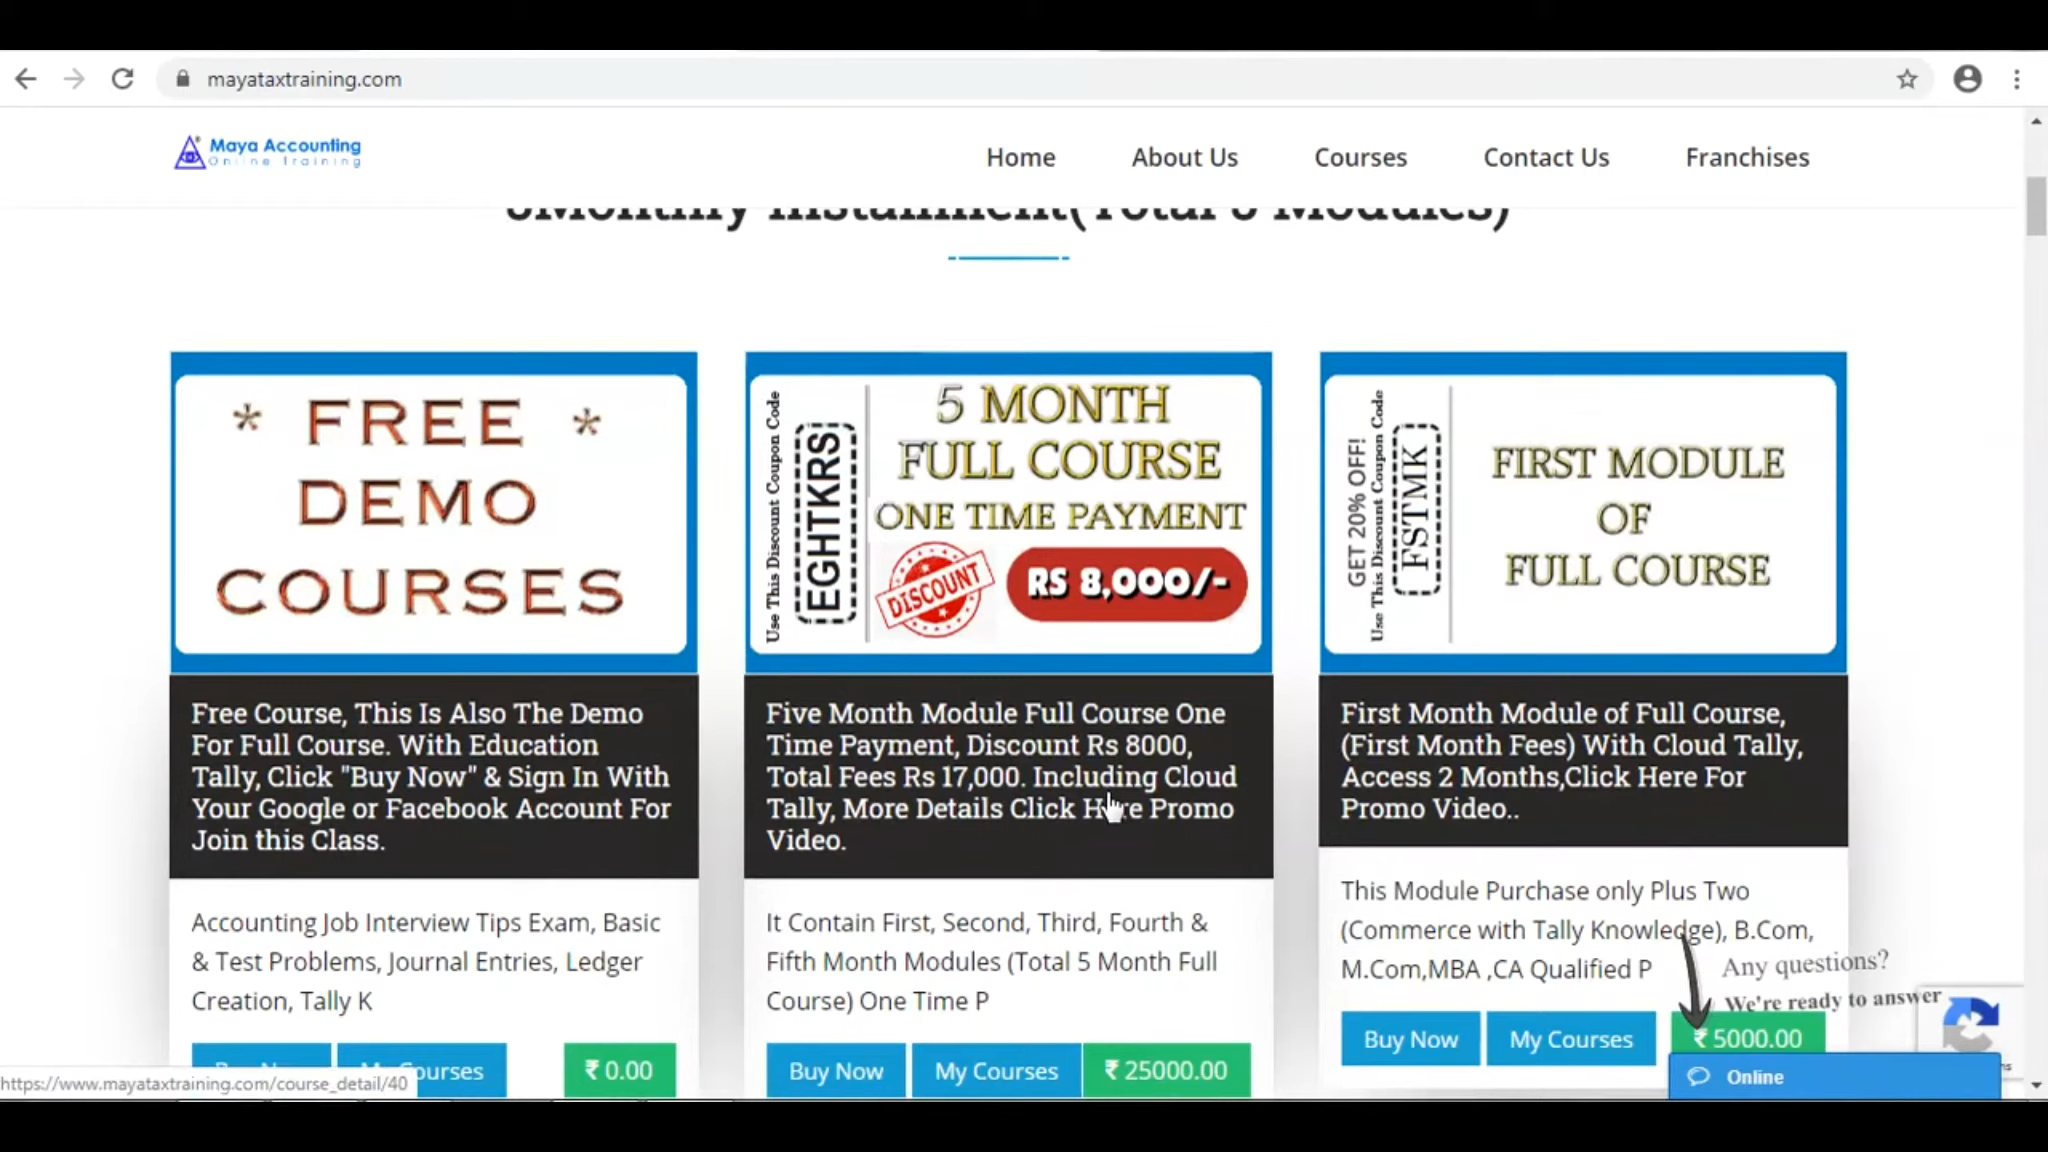 mayataxtraining.com
Maya Accounting
Online Training
Home
About Us
Courses
Contact Us
Franchises
Monthly Installment(Total Modules)
* FREE *
DEMO
COURSES
Use This Discount Coupon Code
EGHTKRS
5 MONTH
FULL COURSE
ONE TIME PAYMENT
DISCOUNT
RS 8,000/-
GET 20% OFF!
Use This Discount Coupon Code
FSTMK
FIRST MODULE
OF
FULL COURSE
Free Course, This Is Also The Demo
For Full Course. With Education
Tally, Click "Buy Now" & Sign In With
Your Google or Facebook Account For
Join this Class.
Accounting Job Interview Tips Exam, Basic
& Test Problems, Journal Entries, Ledger
Creation, Tally K
Buy Now
My Courses
₹ 0.00
Five Month Module Full Course One
Time Payment, Discount Rs 8000,
Total Fees Rs 17,000. Including Cloud
Tally, More Details Click Here Promo
Video.
It Contain First, Second, Third, Fourth &
Fifth Month Modules (Total 5 Month Full
Course) One Time P
Buy Now
My Courses
₹ 25000.00
First Month Module of Full Course,
(First Month Fees) With Cloud Tally,
Access 2 Months,Click Here For
Promo Video..
This Module Purchase only Plus Two
(Commerce with Tally Knowledge), B.Com,
M.Com,MBA ,CA Qualified P
Buy Now
My Courses
₹ 5000.00
Any questions?
We're ready to answer
Online
https://www.mayataxtraining.com/course_detail/40